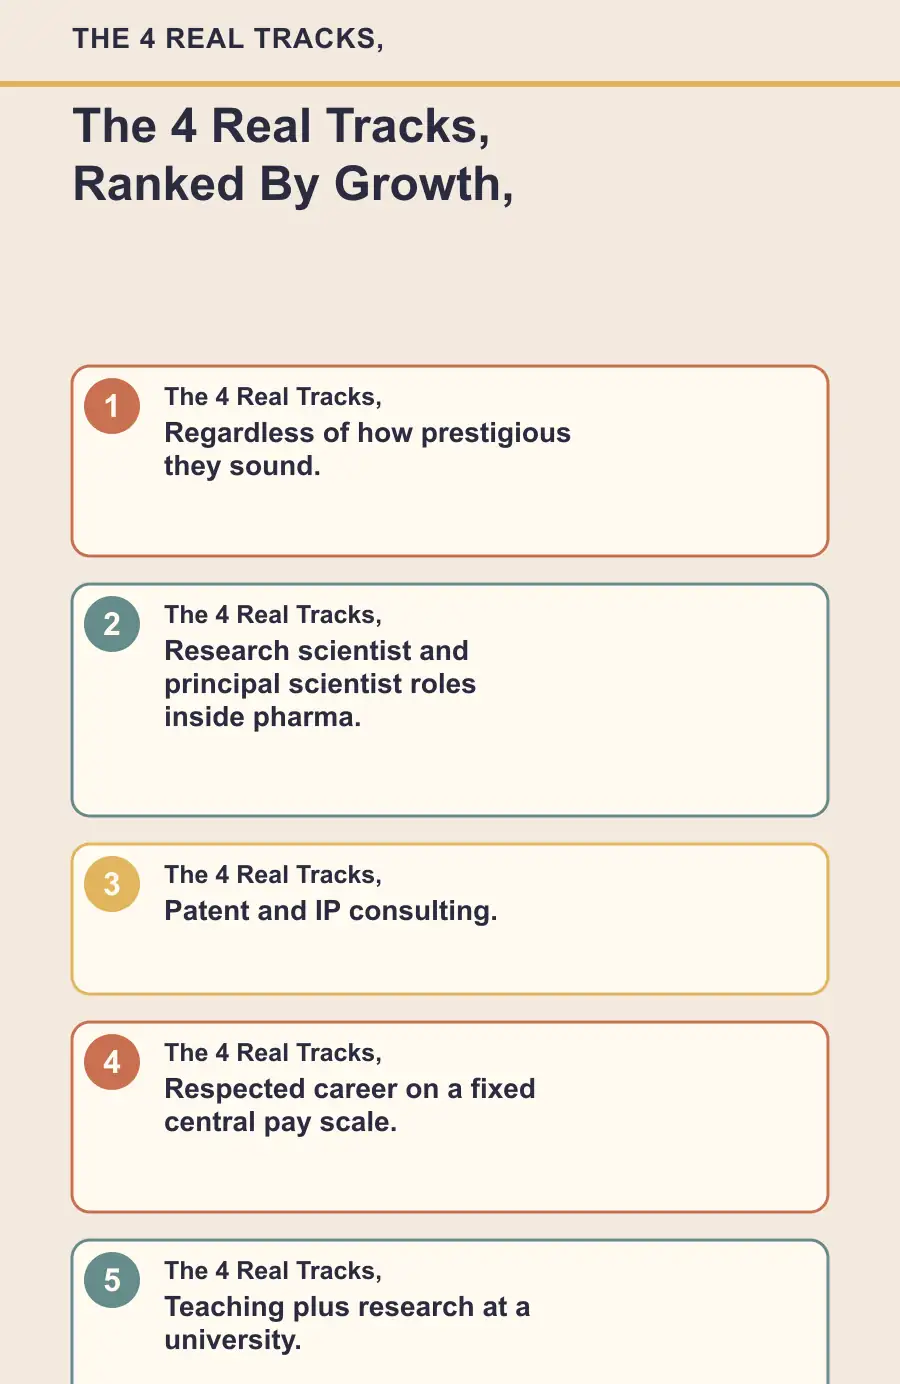 THE 4 REAL TRACKS,
The 4 Real Tracks,
Ranked By Growth,
1
The 4 Real Tracks,
Regardless of how prestigious
they sound.
2
The 4 Real Tracks,
Research scientist and
principal scientist roles
inside pharma.
3
The 4 Real Tracks,
Patent and IP consulting.
4
The 4 Real Tracks,
Respected career on a fixed
central pay scale.
5
The 4 Real Tracks,
Teaching plus research at a
university.